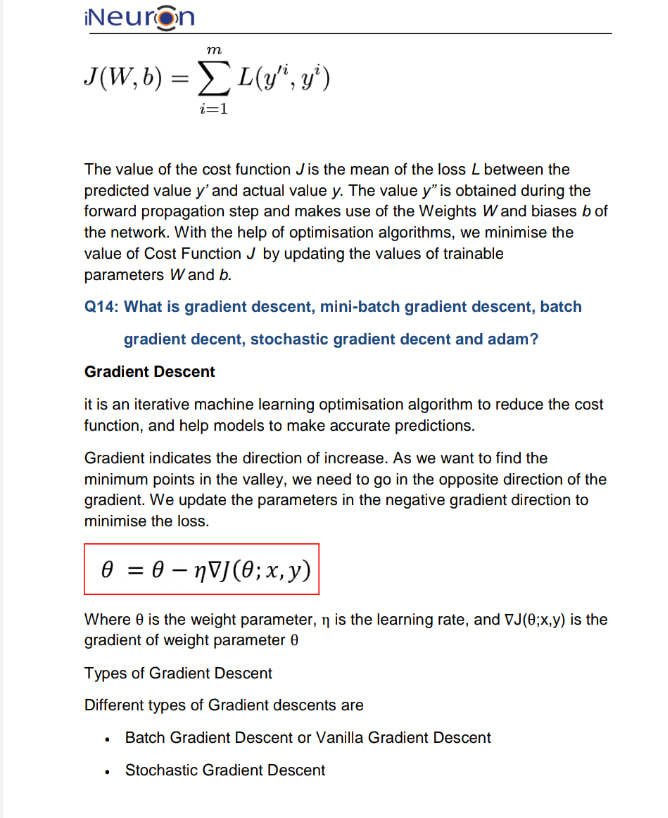 iNeuron
J(W, b) = \sum_{i=1}^{m} L(y'^i, y^i)
The value of the cost function J is the mean of the loss L between the
predicted value y' and actual value y. The value y" is obtained during the
forward propagation step and makes use of the Weights W and biases b of
the network. With the help of optimisation algorithms, we minimise the
value of Cost Function J by updating the values of trainable
parameters W and b.
Q14: What is gradient descent, mini-batch gradient descent, batch
gradient decent, stochastic gradient decent and adam?
Gradient Descent
it is an iterative machine learning optimisation algorithm to reduce the cost
function, and help models to make accurate predictions.
Gradient indicates the direction of increase. As we want to find the
minimum points in the valley, we need to go in the opposite direction of the
gradient. We update the parameters in the negative gradient direction to
minimise the loss.
θ = θ − η∇J(θ; x, y)
Where θ is the weight parameter, η is the learning rate, and ∇J(θ;x,y) is the
gradient of weight parameter θ
Types of Gradient Descent
Different types of Gradient descents are
• Batch Gradient Descent or Vanilla Gradient Descent
• Stochastic Gradient Descent